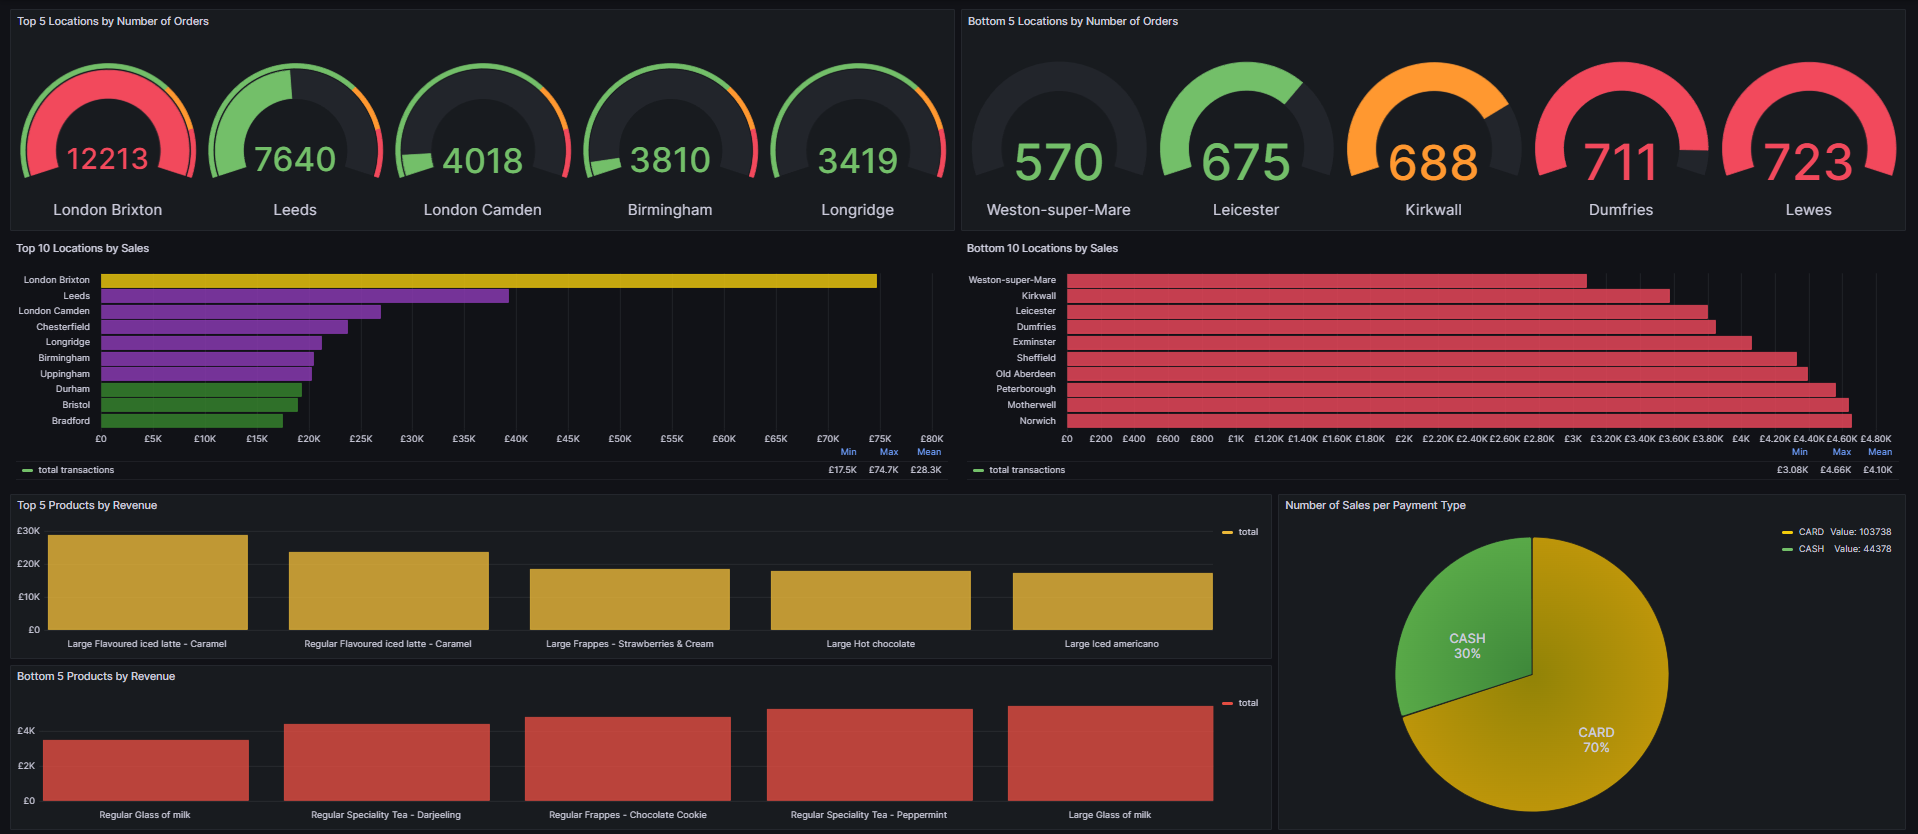 Top 5 Locations by Number of Orders
12213
7640
4018
3810
3419
London Brixton
Leeds
London Camden
Birmingham
Longridge
Bottom 5 Locations by Number of Orders
570
675
688
711
723
Weston-super-Mare
Leicester
Kirkwall
Dumfries
Lewes
Top 10 Locations by Sales
London Brixton
Leeds
London Camden
Chesterfield
Longridge
Birmingham
Uppingham
Durham
Bristol
Bradford
£0 £5K £10K £15K £20K £25K £30K £35K £40K £45K £50K £55K £60K £65K £70K £75K £80K
Min Max Mean
total transactions £17.5K £74.7K £28.3K
Bottom 10 Locations by Sales
Weston-super-Mare
Kirkwall
Leicester
Dumfries
Exminster
Sheffield
Old Aberdeen
Peterborough
Motherwell
Norwich
£0 £200 £400 £600 £800 £1K £1.20K £1.40K £1.60K £1.80K £2K £2.20K £2.40K £2.60K £2.80K £3K £3.20K £3.40K £3.60K £3.80K £4K £4.20K £4.40K £4.60K £4.80K
Min Max Mean
total transactions £3.08K £4.66K £4.10K
Top 5 Products by Revenue
£30K
£20K
£10K
£0
Large Flavoured iced latte - Caramel
Regular Flavoured iced latte - Caramel
Large Frappes - Strawberries & Cream
Large Hot chocolate
Large Iced americano
total
Bottom 5 Products by Revenue
£4K
£2K
£0
Regular Glass of milk
Regular Speciality Tea - Darjeeling
Regular Frappes - Chocolate Cookie
Regular Speciality Tea - Peppermint
Large Glass of milk
total
Number of Sales per Payment Type
CARD Value: 103738
CASH Value: 44378
CASH
30%
CARD
70%